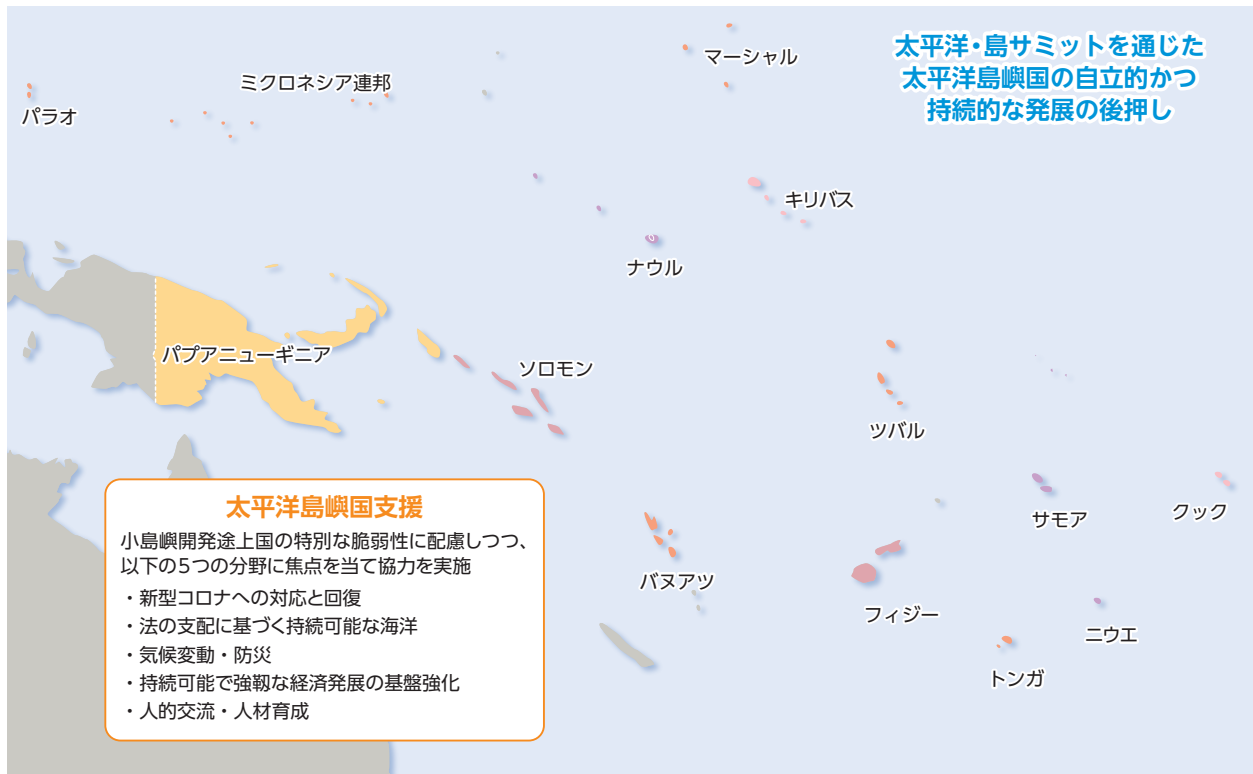 太平洋・島サミットを通じた
太平洋島嶼国の自立的かつ
持続的な発展の後押し
マーシャル
ミクロネシア連邦
パラオ
キリバス
ナウル
パプアニューギニア
ソロモン
ツバル
サモア
クック
バヌアツ
フィジー
ニウエ
トンガ
太平洋島嶼国支援
小島嶼開発途上国の特別な脆弱性に配慮しつつ、
以下の5つの分野に焦点を当て協力を実施
・新型コロナへの対応と回復
・法の支配に基づく持続可能な海洋
・気候変動・防災
・持続可能で強靱な経済発展の基盤強化
・人的交流・人材育成